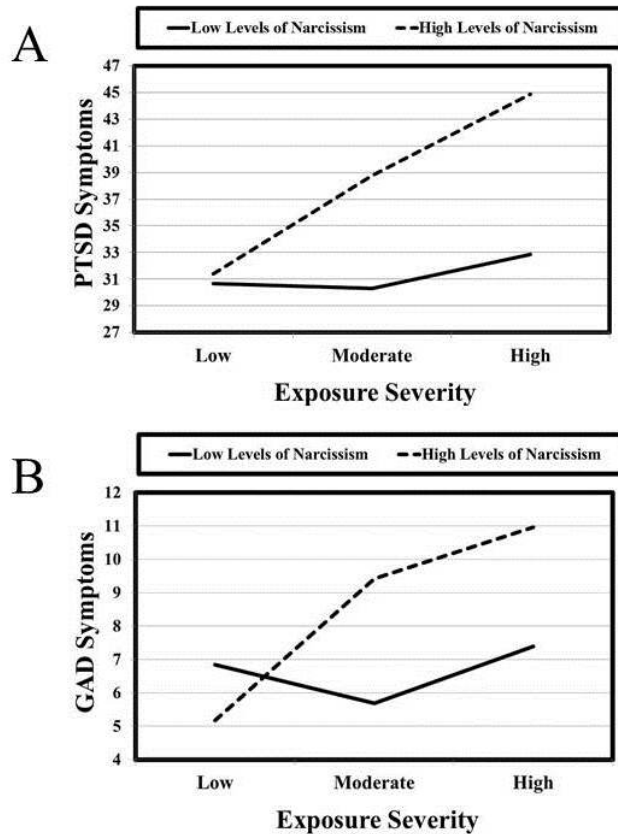 A
Low Levels of Narcissism High Levels of Narcissism
47
45
43
41
39
37
35
33
31
29
27
PTSD Symptoms
Low Moderate High
Exposure Severity
B
Low Levels of Narcissism High Levels of Narcissism
12
11
10
9
8
7
6
5
4
GAD Symptoms
Low Moderate High
Exposure Severity